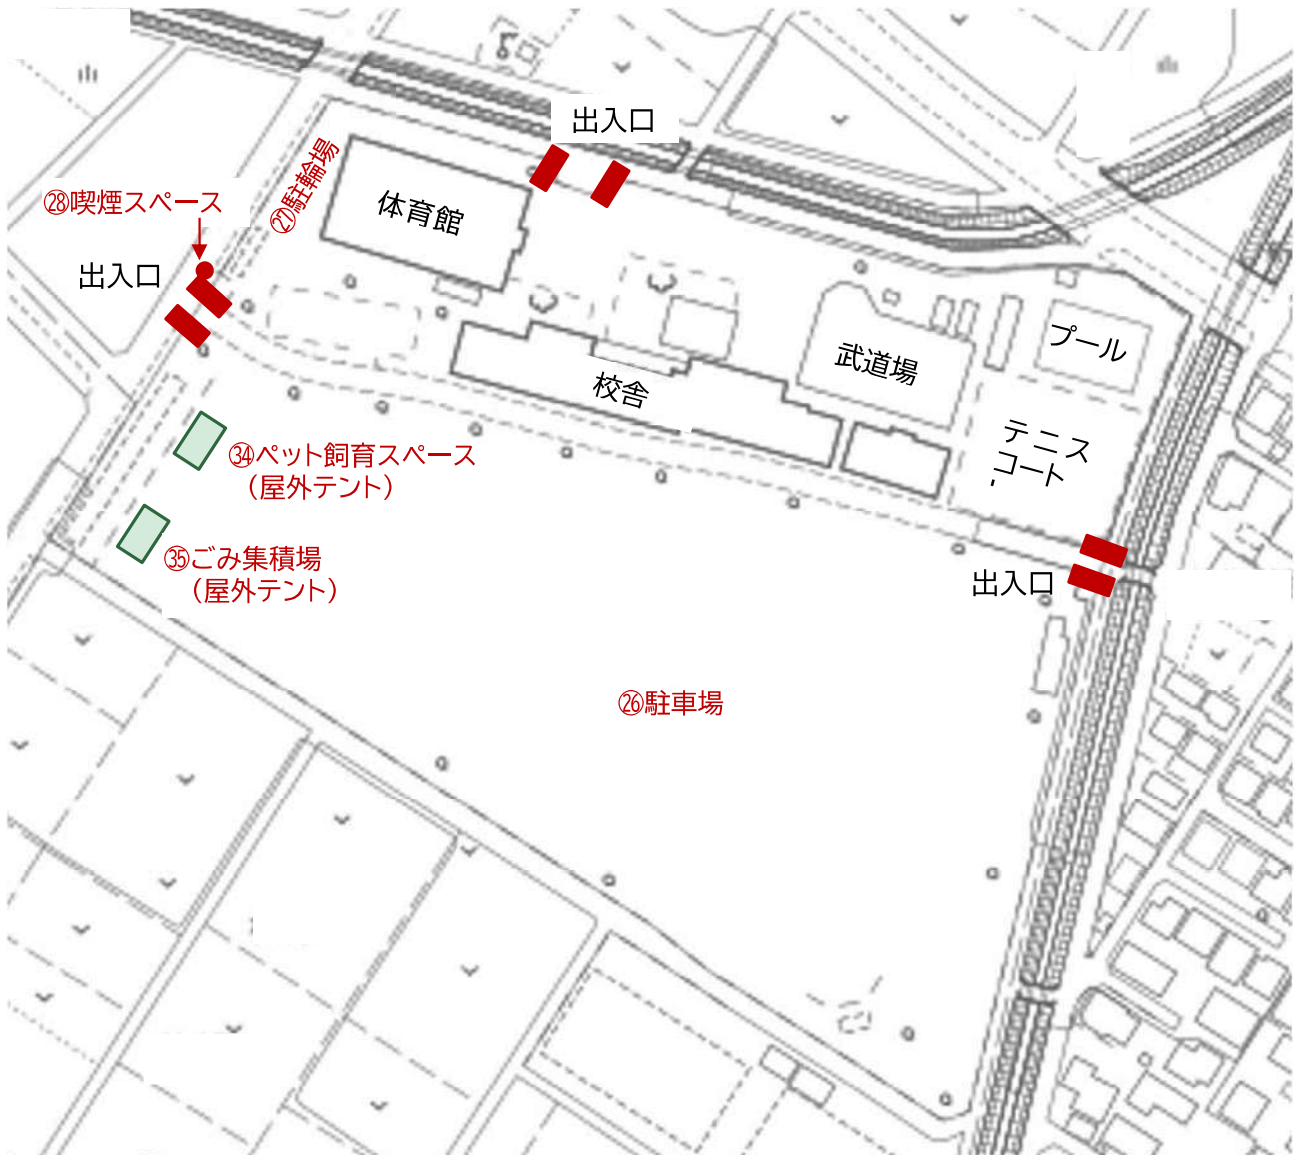 出入口
㉗駐輪場
体育館
㉘喫煙スペース
出入口
プール
武道場
校舎
テニス
コート
㉞ペット飼育スペース
（屋外テント）
㉟ごみ集積場
（屋外テント）
出入口
㉖駐車場